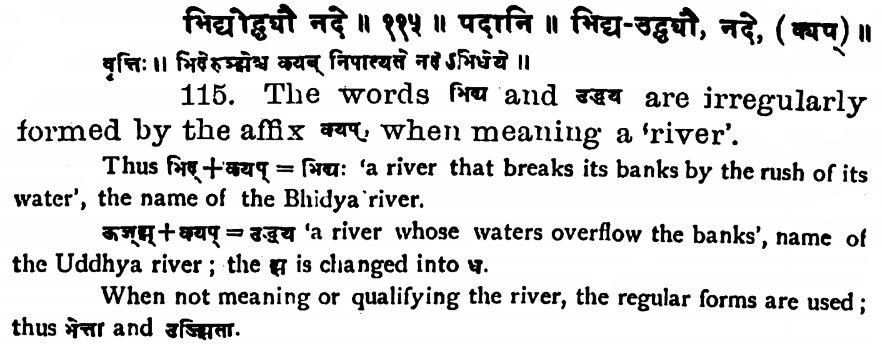 भिद्योद्ध्यौ नदे ॥ ११५ ॥ पदानि ॥ भिद्य-उद्ध्यौ, नदे, (क्यप्) ॥
वृत्तिः ॥ भिदेरुज्झेश्च क्यब् निपात्यते नदेऽभिधेये ॥
115. The words भिद्य and उद्ध्य are irregularly
formed by the affix क्यप्, when meaning a 'river'.
Thus भिद्+क्यप् = भिद्यः 'a river that breaks its banks by the rush of its
water', the name of the Bhidya river.
उज्झ्+क्यप् = उद्ध्य 'a river whose waters overflow the banks', name of
the Uddhya river ; the झ is changed into ध.
When not meaning or qualifying the river, the regular forms are used ;
thus भेत्ता and उज्झिता.